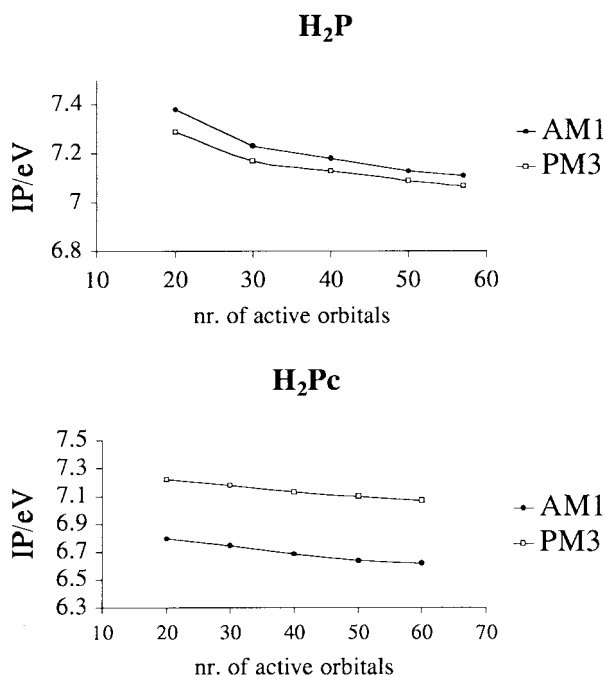 H₂P
7.4
7.2
7
6.8
IP/eV
10 20 30 40 50 60
nr. of active orbitals
AM1
PM3
H₂Pc
7.5
7.3
7.1
6.9
6.7
6.5
6.3
IP/eV
10 20 30 40 50 60 70
nr. of active orbitals
AM1
PM3